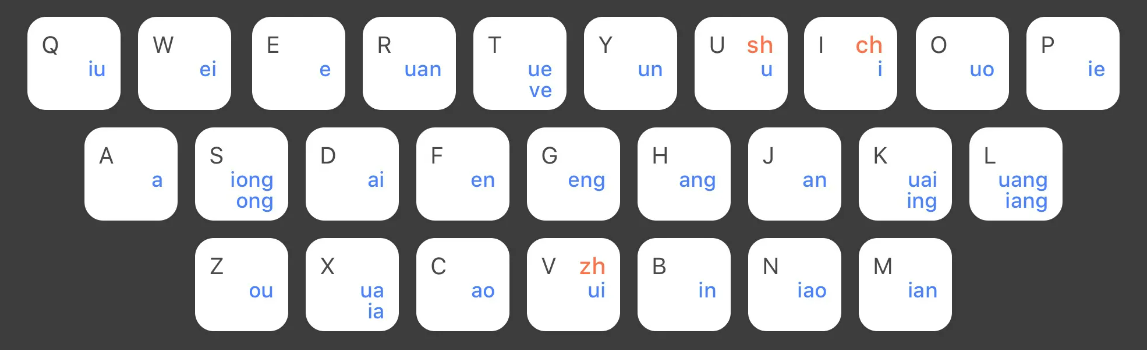 Q W E R T Y U sh I ch O P
iu ei e uan ue un u i uo ie
ve
A S D F G H J K L
a iong ai en eng ang an uai uang
ong ing iang
Z X C V zh B N M
ou ua ao ui in iao ian
ia